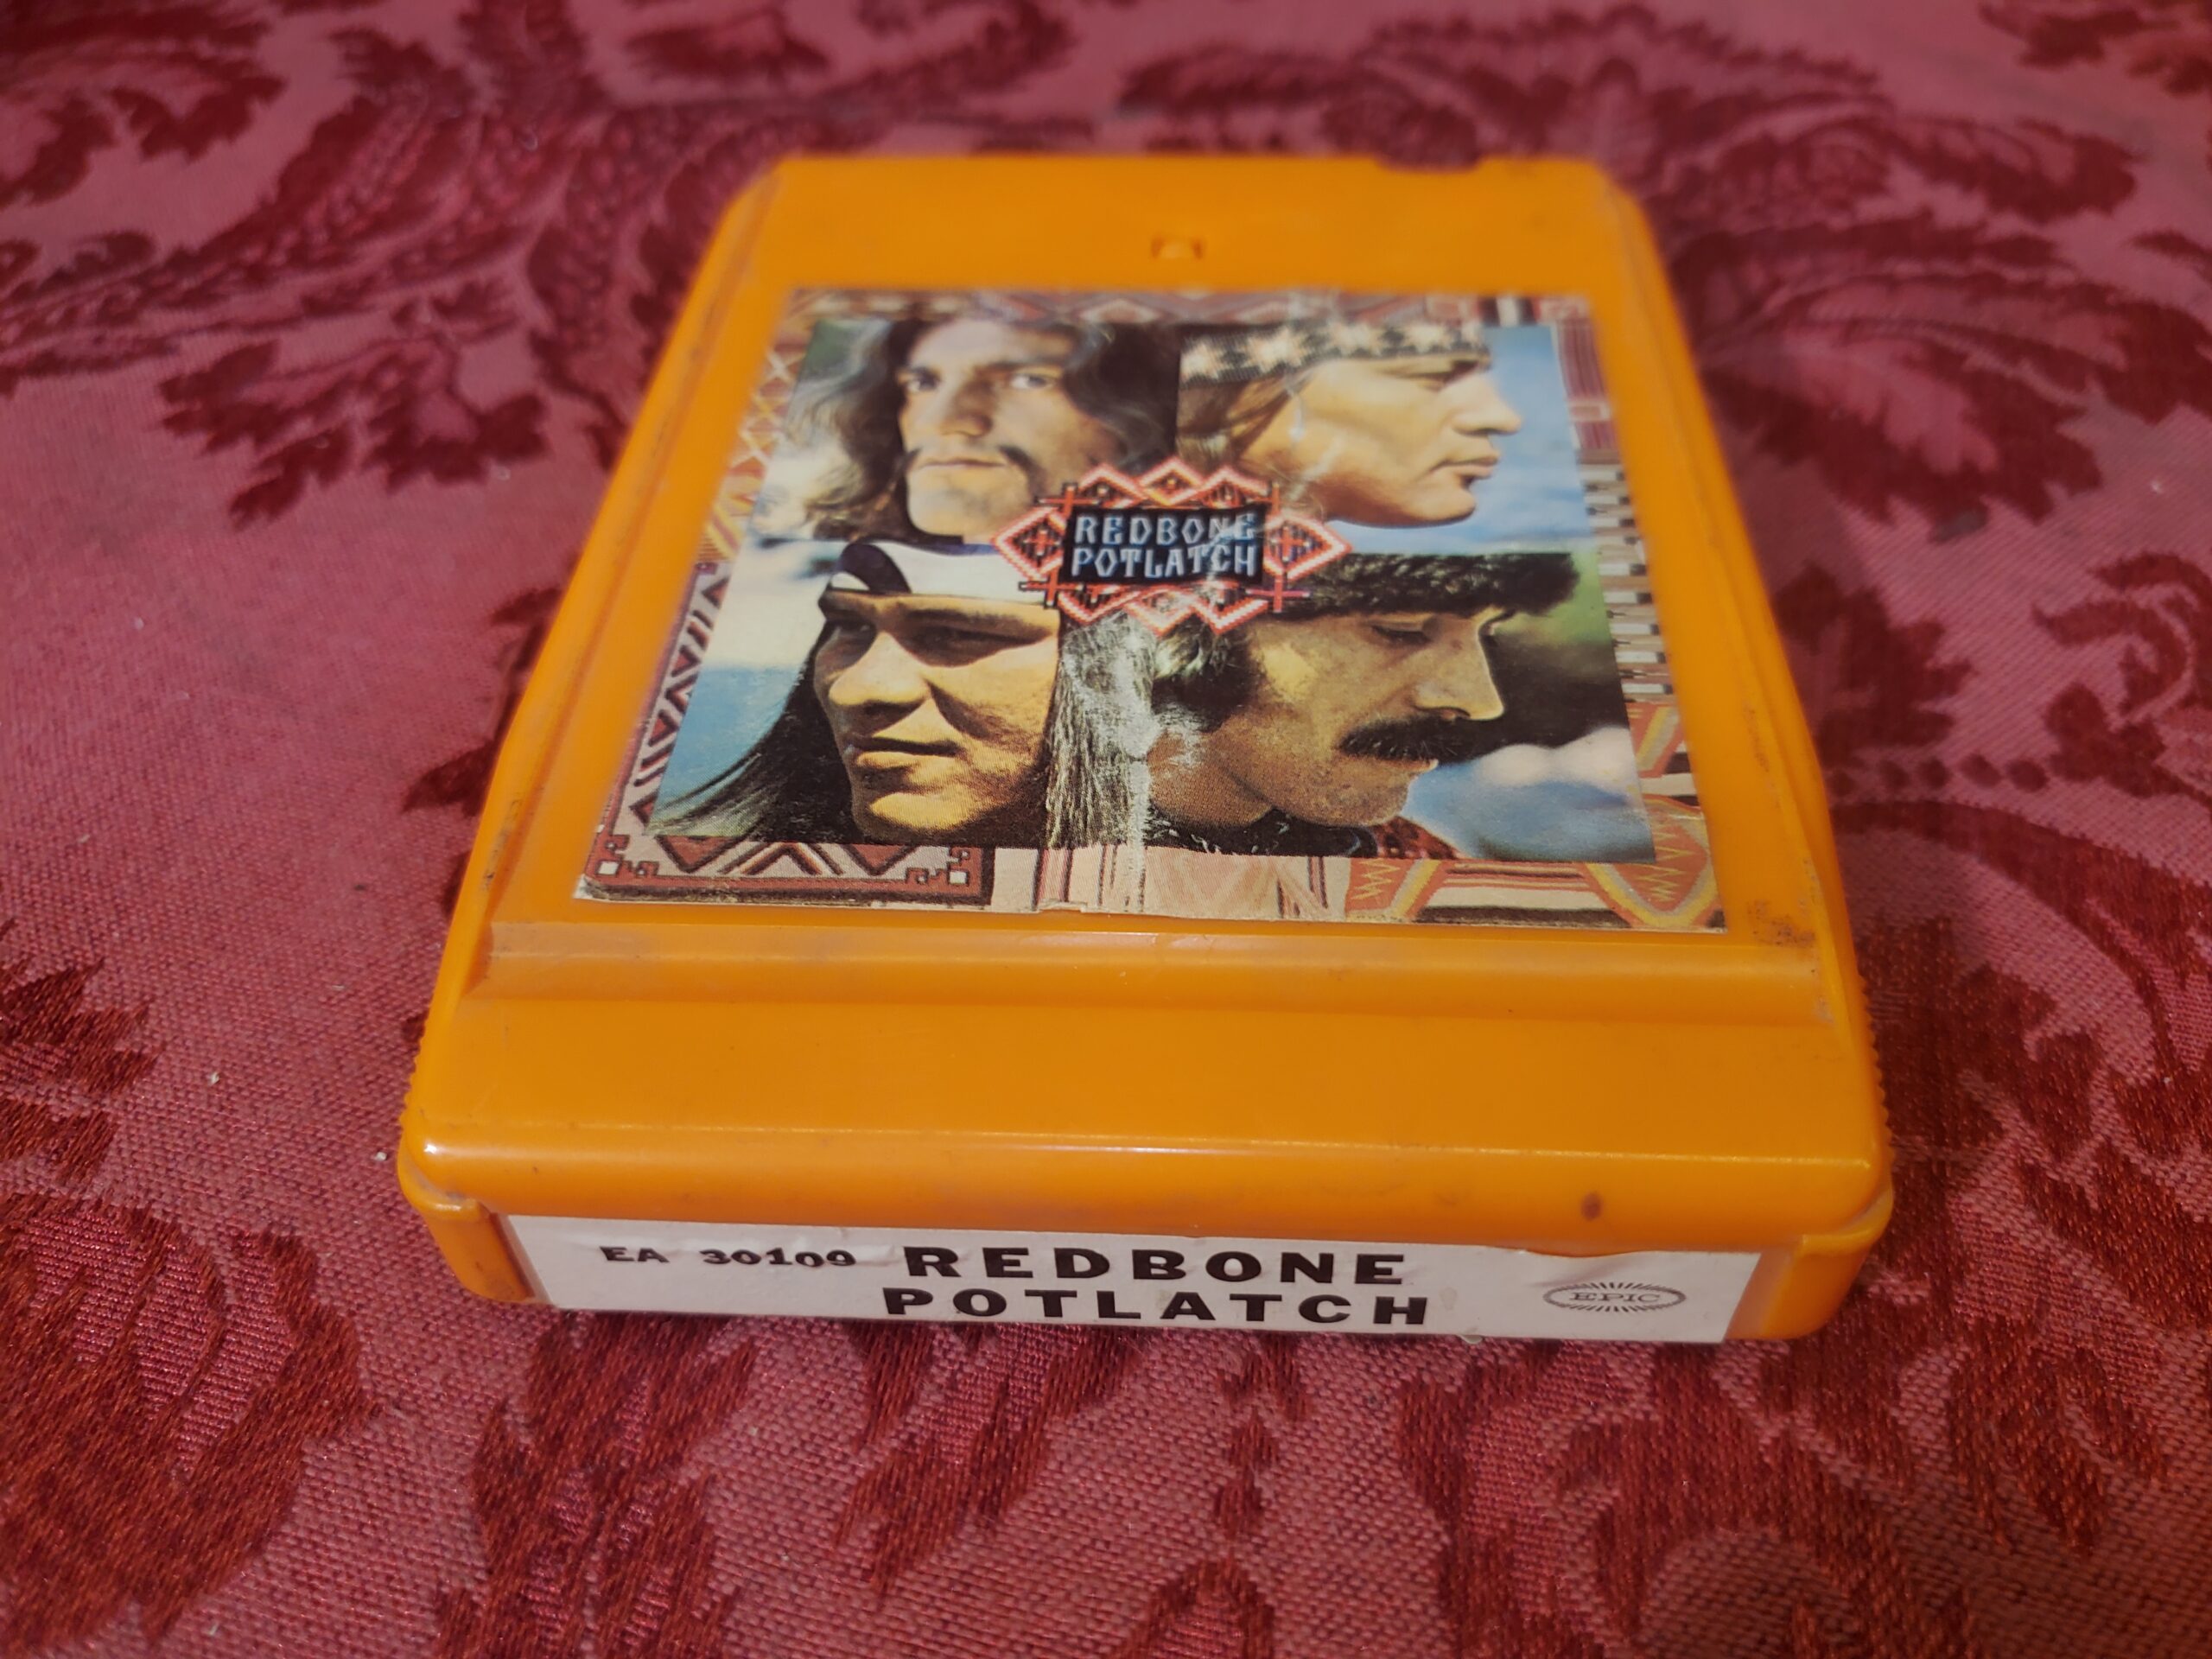 REDBONE
POTLATCH
EA 30109 REDBONE
POTLATCH
EPIC